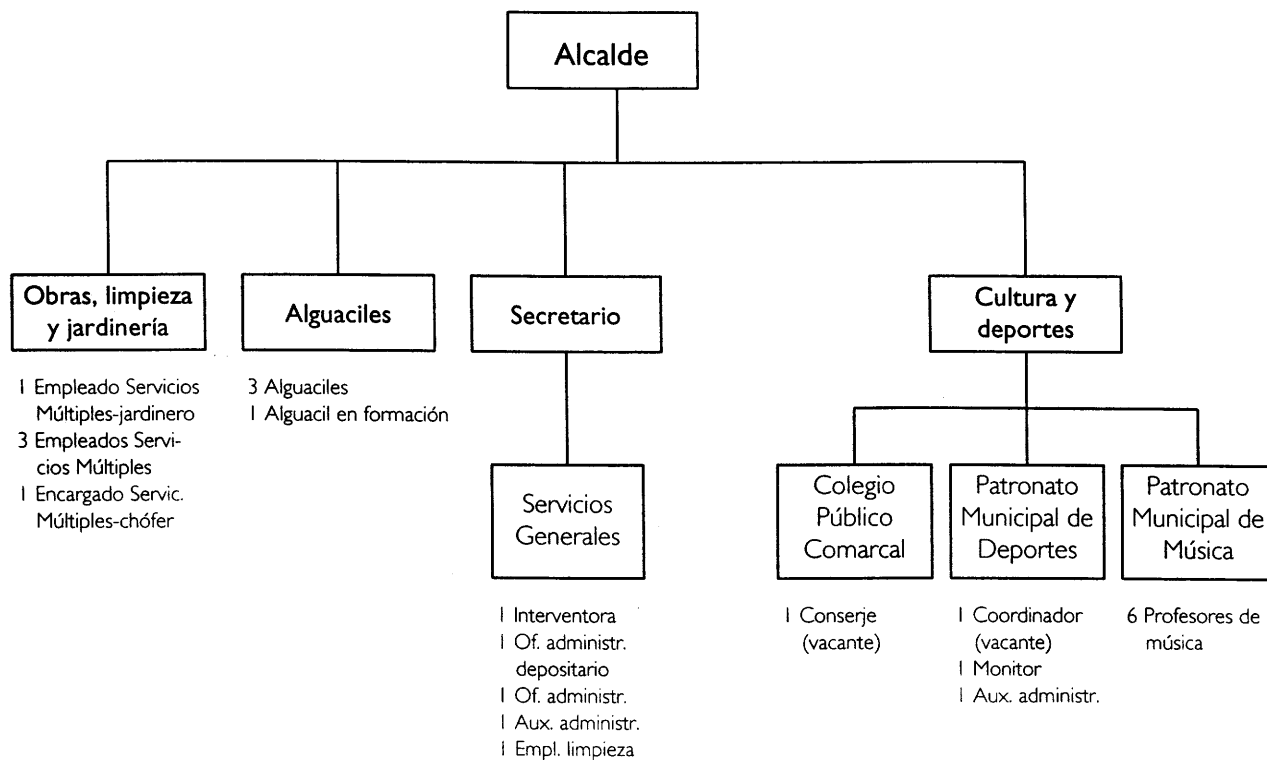 Alcalde
Obras, limpieza
y jardinería
Alguaciles
Secretario
Cultura y
deportes
1 Empleado Servicios
Múltiples-jardinero
3 Empleados Servi-
cios Múltiples
1 Encargado Servic.
Múltiples-chófer
3 Alguaciles
1 Alguacil en formación
Servicios
Generales
Colegio
Público
Comarcal
Patronato
Municipal de
Deportes
Patronato
Municipal de
Música
1 Interventora
1 Of. administr.
depositario
1 Of. administr.
1 Aux. administr.
1 Empl. limpieza
1 Conserje
(vacante)
1 Coordinador
(vacante)
1 Monitor
1 Aux. administr.
6 Profesores de
música